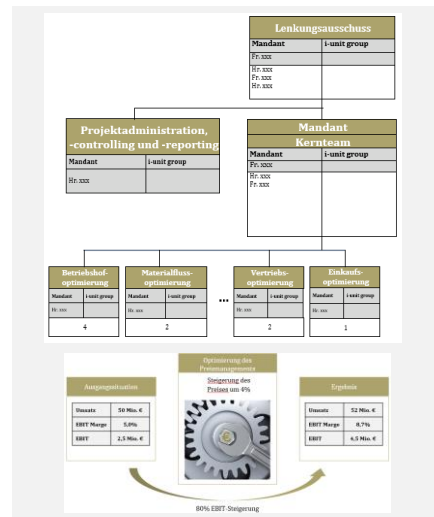 Lenkungsausschuss
Mandant i-unit group
Fr. xxx
Hr. xxx
Fr. xxx
Hr. xxx
Projektadministration,
-controlling und -reporting
Mandant i-unit group
Hr. xxx
Mandant
Kernteam
Mandant i-unit group
Fr. xxx
Hr. xxx
Fr. xxx
Betriebshof-
optimierung
Mandant i-unit group
Hr. xxx
4
Materialfluss-
optimierung
Mandant i-unit group
Hr. xxx
2
...
Vertriebs-
optimierung
Mandant i-unit group
Hr. xxx
2
Einkaufs-
optimierung
Mandant i-unit group
Hr. xxx
1
Ausgangssituation
Umsatz 50 Mio. €
EBIT Marge 5,0%
EBIT 2,5 Mio. €
Optimierung des
Preismanagements
Steigerung des
Preises um 4%
Ergebnis
Umsatz 52 Mio. €
EBIT Marge 8,7%
EBIT 4,5 Mio. €
80% EBIT-Steigerung